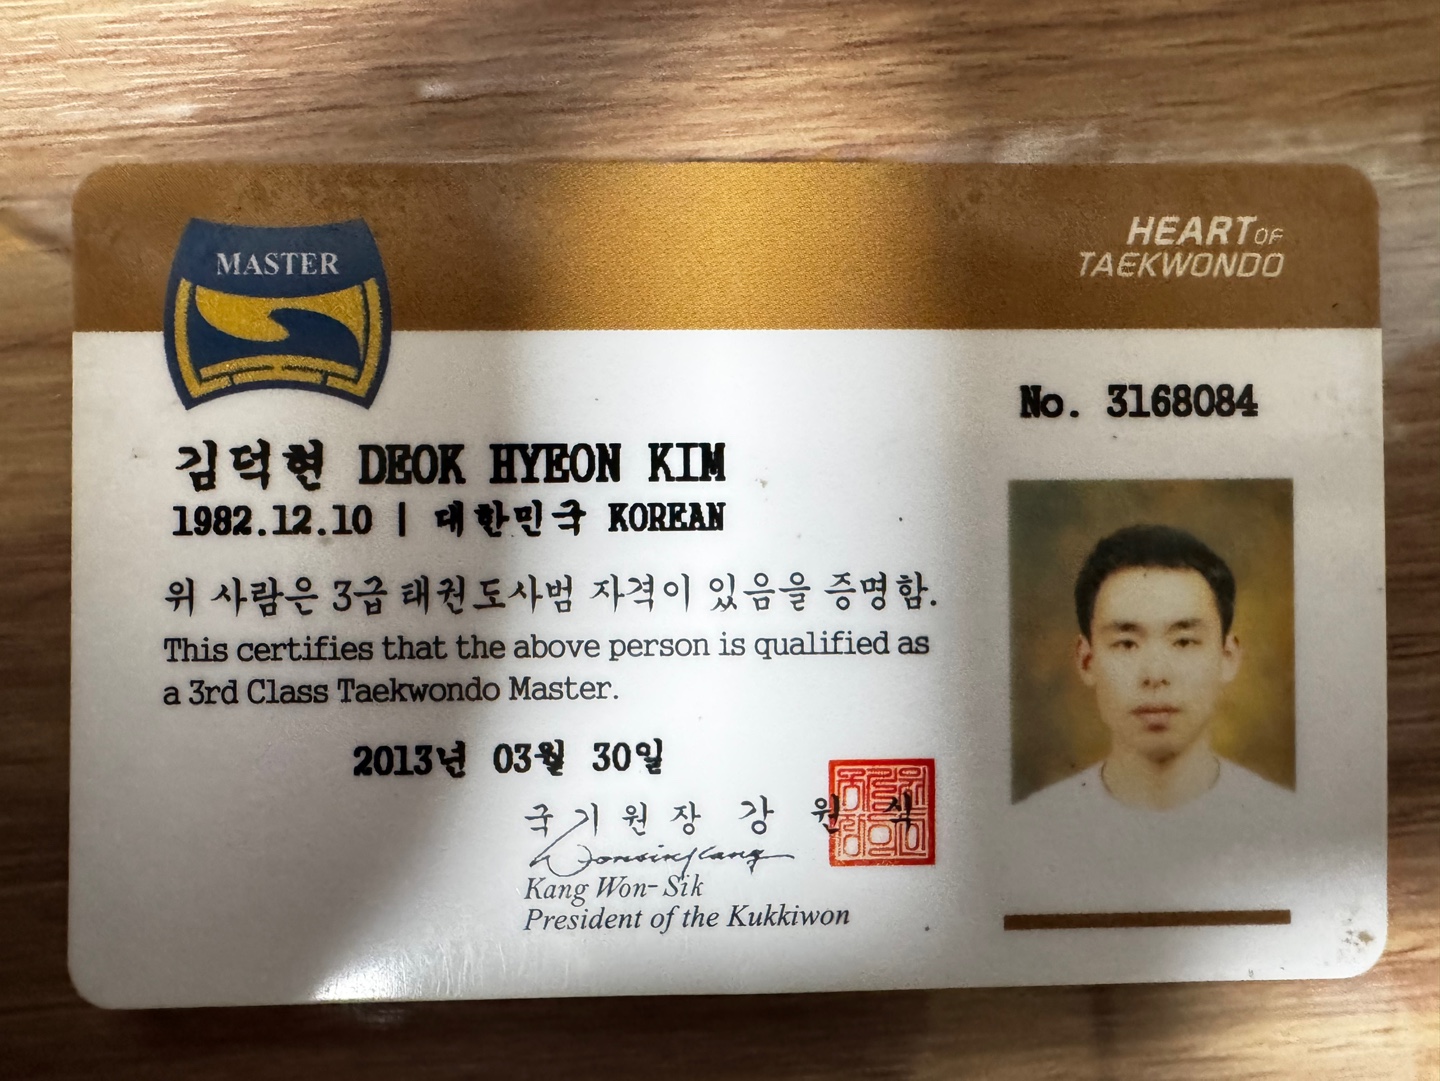 MASTER
HEART OF
TAEKWONDO
No. 3168084
김덕현 DEOK HYEON KIM
1982.12.10 | 대한민국 KOREAN
위 사람은 3급 태권도사범 자격이 있음을 증명함.
This certifies that the above person is qualified as
a 3rd Class Taekwondo Master.
2013년 03월 30일
국기원장 강 원 식
Kang Won-Sik
President of the Kukkiwon